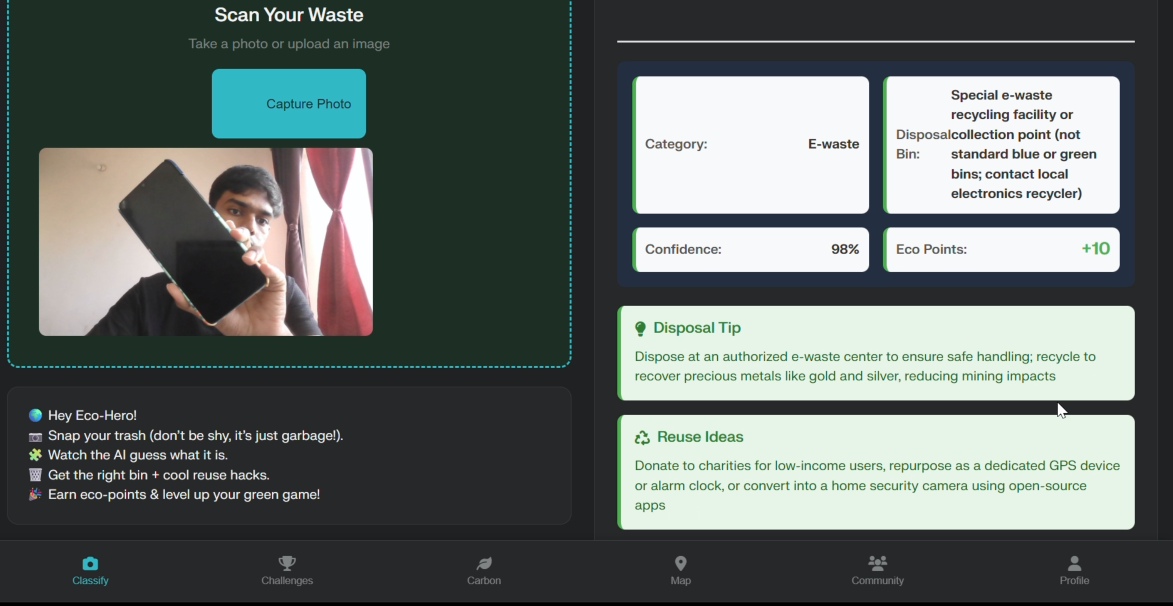 Scan Your Waste
Take a photo or upload an image
Capture Photo
🌍 Hey Eco-Hero!
📷 Snap your trash (don't be shy, it's just garbage!).
🧩 Watch the AI guess what it is.
🗑️ Get the right bin + cool reuse hacks.
🎉 Earn eco-points & level up your green game!
Category:
E-waste
Disposal
Bin:
Special e-waste
recycling facility or
collection point (not
standard blue or green
bins; contact local
electronics recycler)
Confidence:
98%
Eco Points:
+10
Disposal Tip
Dispose at an authorized e-waste center to ensure safe handling; recycle to
recover precious metals like gold and silver, reducing mining impacts
Reuse Ideas
Donate to charities for low-income users, repurpose as a dedicated GPS device
or alarm clock, or convert into a home security camera using open-source
apps
Classify
Challenges
Carbon
Map
Community
Profile